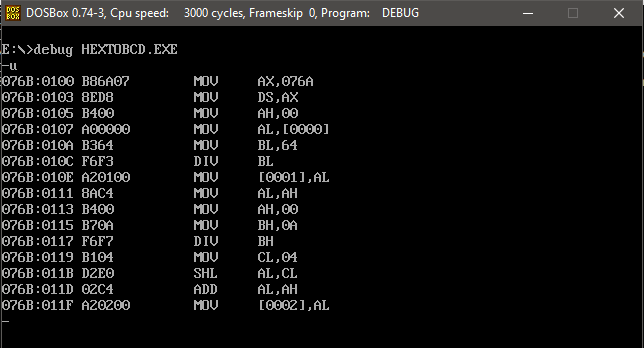 DOSBox 0.74-3, Cpu speed: 3000 cycles, Frameskip 0, Program: DEBUG
E:\>debug HEXTOBCD.EXE
-u
076B:0100 B86A07 MOV AX,076A
076B:0103 8ED8 MOV DS,AX
076B:0105 B400 MOV AH,00
076B:0107 A00000 MOV AL,[0000]
076B:010A B364 MOV BL,64
076B:010C F6F3 DIV BL
076B:010E A20100 MOV [0001],AL
076B:0111 8AC4 MOV AL,AH
076B:0113 B400 MOV AH,00
076B:0115 B70A MOV BH,0A
076B:0117 F6F7 DIV BH
076B:0119 B104 MOV CL,04
076B:011B D2E0 SHL AL,CL
076B:011D 02C4 ADD AL,AH
076B:011F A20200 MOV [0002],AL
-